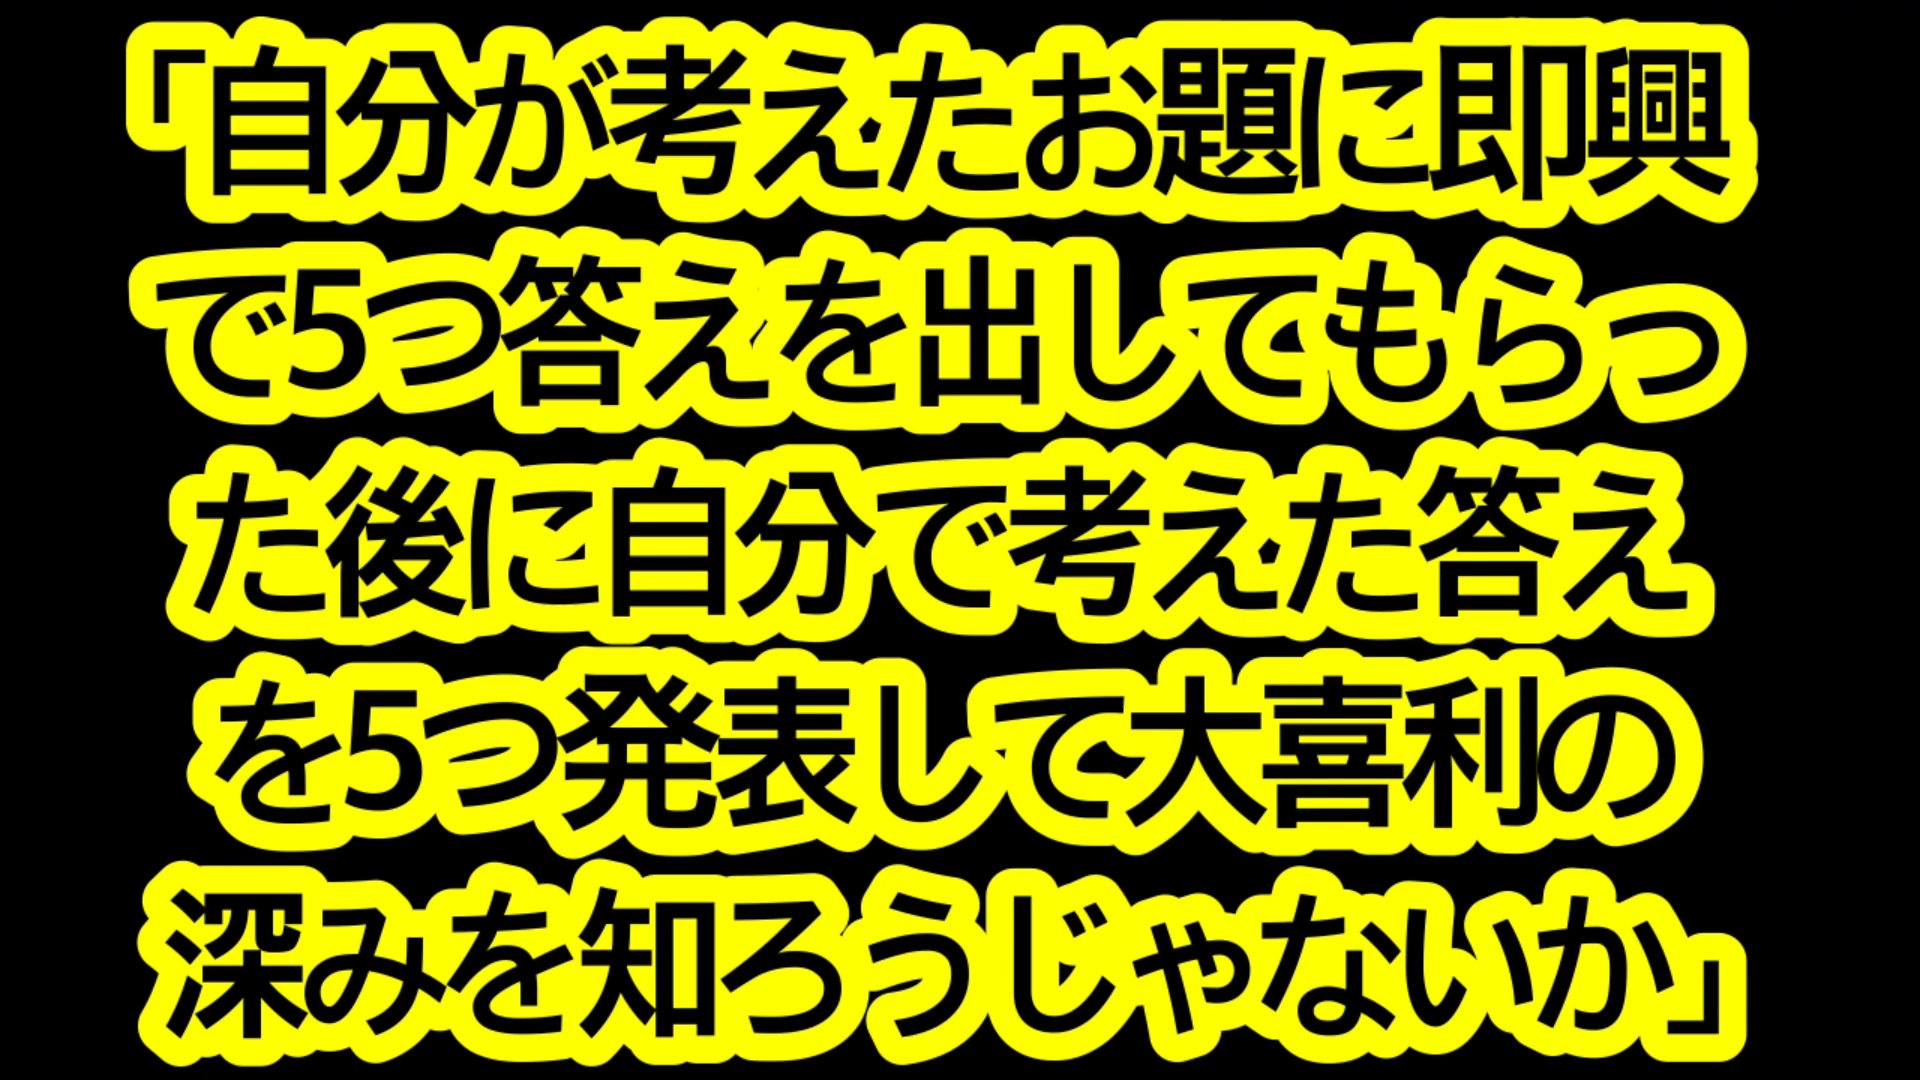 「自分が考えたお題に即興
で5つ答えを出してもらっ
た後に自分で考えた答え
を5つ発表して大喜利の
深みを知ろうじゃないか」